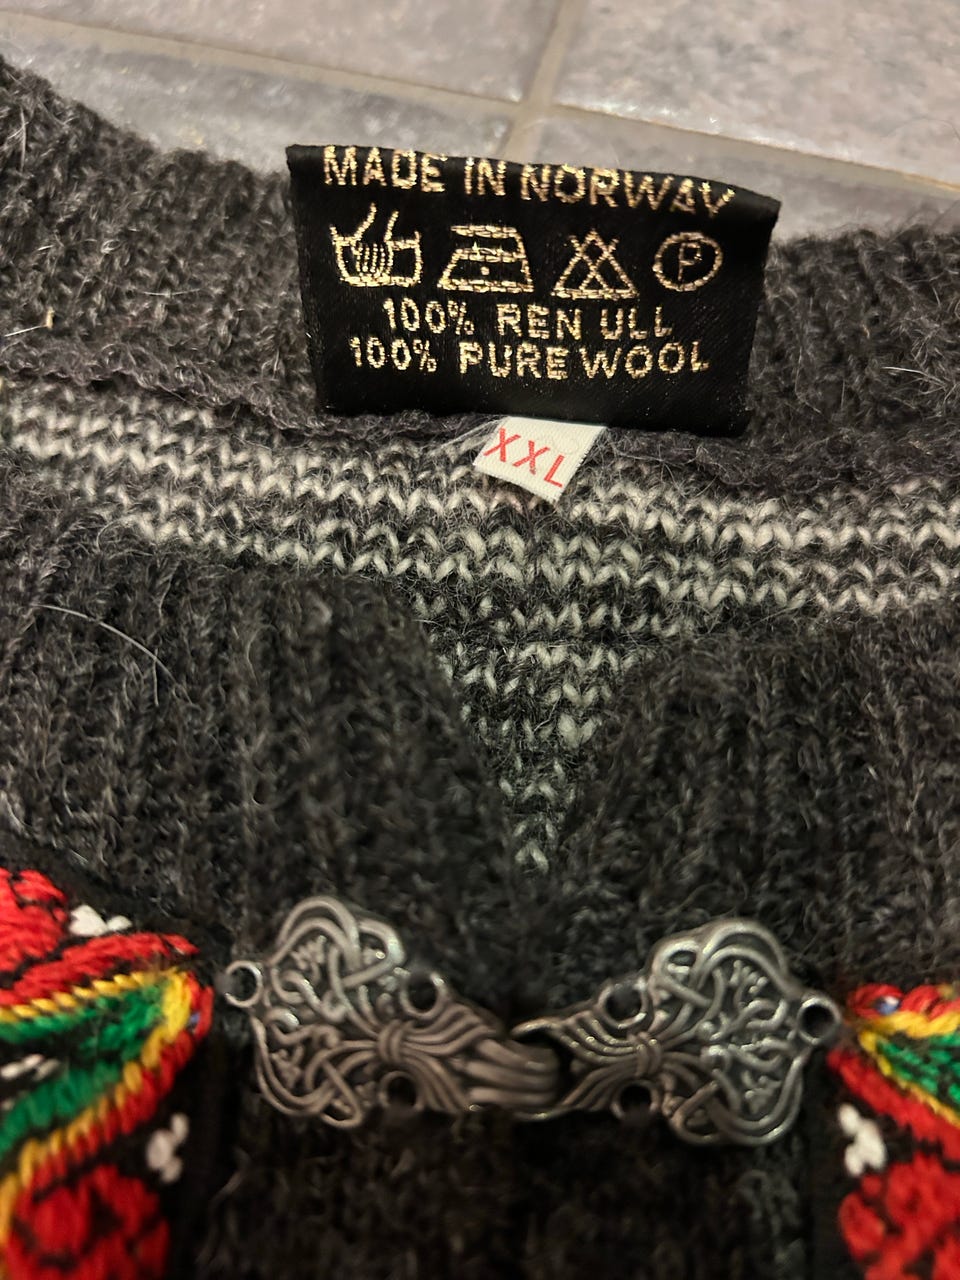 MADE IN NORWAY
P
100% REN ULL
100% PURE WOOL
XXL